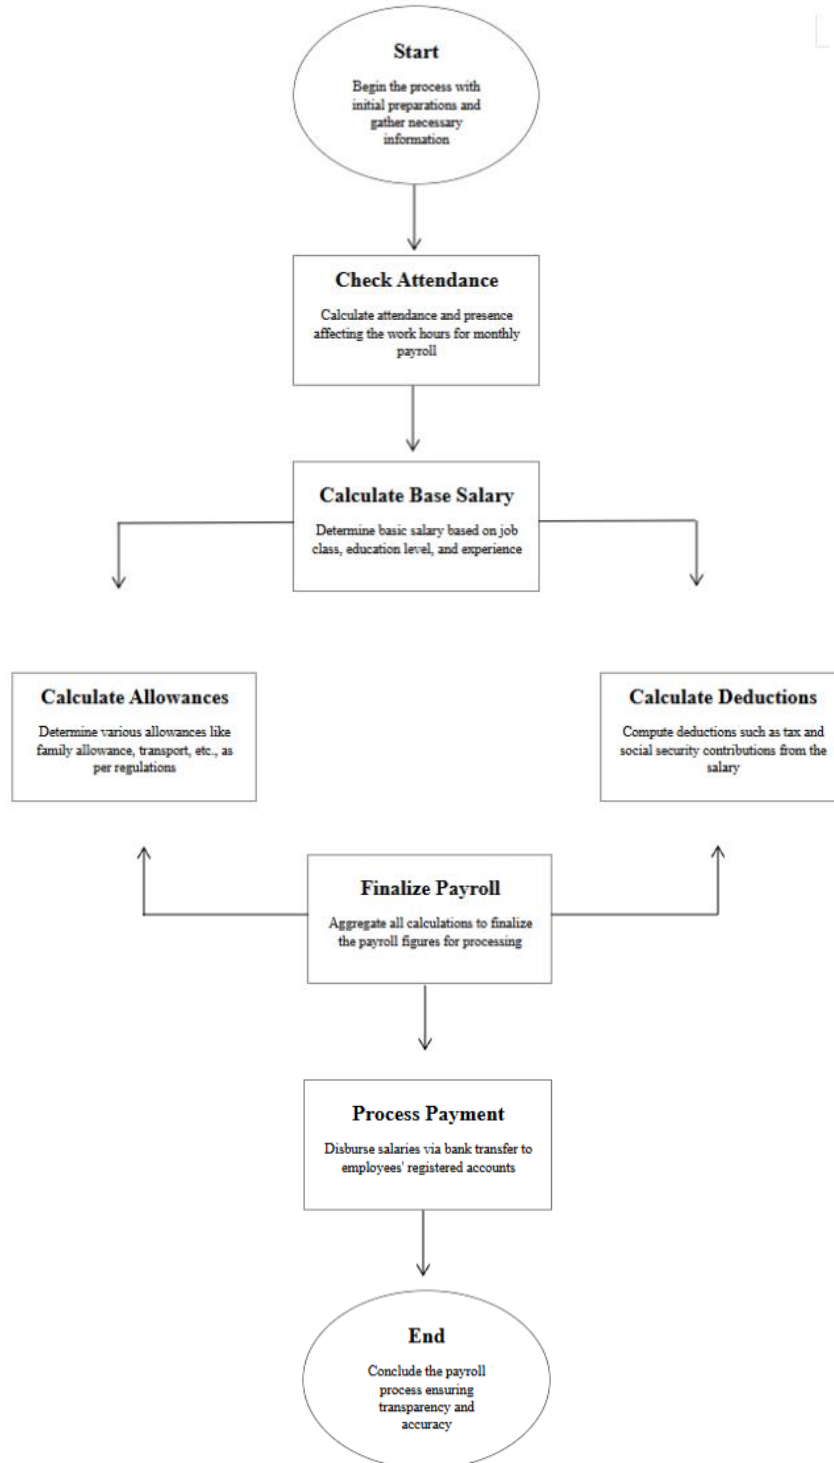 Start
Begin the process with
initial preparations and
gather necessary
information
Check Attendance
Calculate attendance and presence
affecting the work hours for monthly
payroll
Calculate Base Salary
Determine basic salary based on job
class, education level, and experience
Calculate Allowances
Determine various allowances like
family allowance, transport, etc., as
per regulations
Calculate Deductions
Compute deductions such as tax and
social security contributions from the
salary
Finalize Payroll
Aggregate all calculations to finalize
the payroll figures for processing
Process Payment
Disburse salaries via bank transfer to
employees' registered accounts
End
Conclude the payroll
process ensuring
transparency and
accuracy